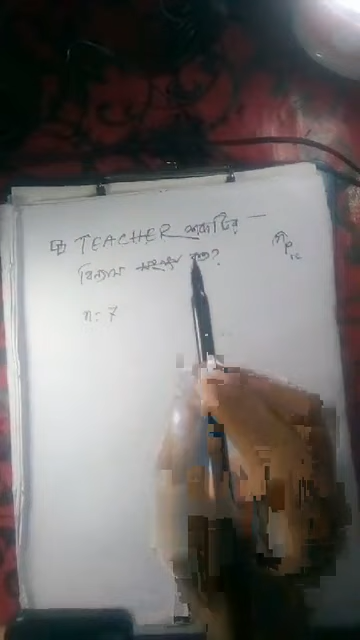 TEACHER শব্দটির —
বিন্যাস সংখ্যা কত?
n = 7